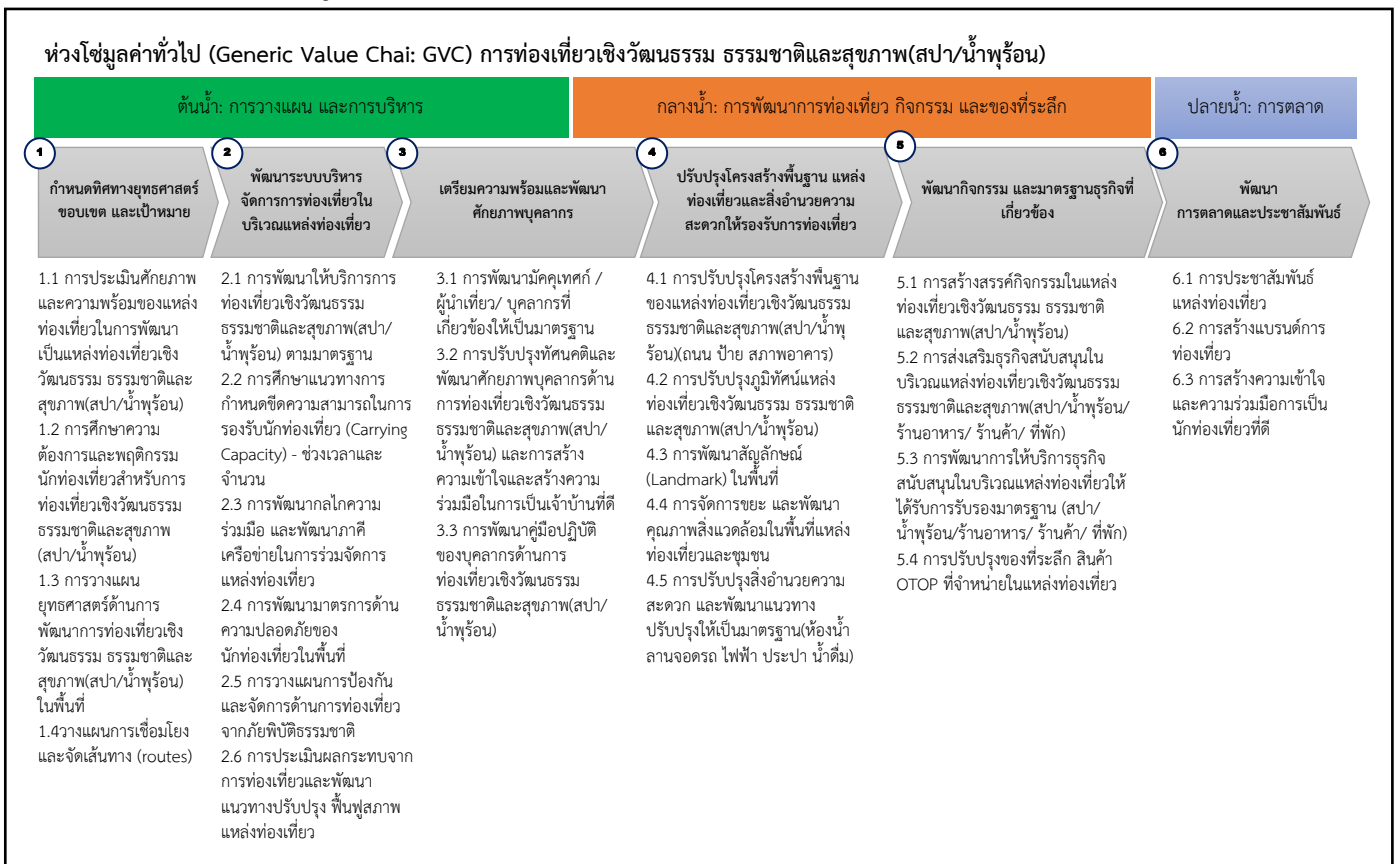 ห่วงโซ่มูลค่าทั่วไป (Generic Value Chai: GVC) การท่องเที่ยวเชิงวัฒนธรรม ธรรมชาติและสุขภาพ(สปา/น้ำพุร้อน)
ต้นน้ำ: การวางแผน และการบริหาร
กลางน้ำ: การพัฒนาการท่องเที่ยว กิจกรรม และของที่ระลึก
ปลายน้ำ: การตลาด
1
กำหนดทิศทางยุทธศาสตร์
ขอบเขต และเป้าหมาย
2
พัฒนาระบบบริหาร
จัดการการท่องเที่ยวใน
บริเวณแหล่งท่องเที่ยว
3
เตรียมความพร้อมและพัฒนา
ศักยภาพบุคลากร
4
ปรับปรุงโครงสร้างพื้นฐาน แหล่ง
ท่องเที่ยวและสิ่งอำนวยความ
สะดวกให้รองรับการท่องเที่ยว
5
พัฒนากิจกรรม และมาตรฐานธุรกิจที่
เกี่ยวข้อง
6
พัฒนา
การตลาดและประชาสัมพันธ์
1.1 การประเมินศักยภาพ
และความพร้อมของแหล่ง
ท่องเที่ยวในการพัฒนา
เป็นแหล่งท่องเที่ยวเชิง
วัฒนธรรม ธรรมชาติและ
สุขภาพ(สปา/น้ำพุร้อน)
1.2 การศึกษาความ
ต้องการและพฤติกรรม
นักท่องเที่ยวสำหรับการ
ท่องเที่ยวเชิงวัฒนธรรม
ธรรมชาติและสุขภาพ
(สปา/น้ำพุร้อน)
1.3 การวางแผน
ยุทธศาสตร์ด้านการ
พัฒนาการท่องเที่ยวเชิง
วัฒนธรรม ธรรมชาติและ
สุขภาพ(สปา/น้ำพุร้อน)
ในพื้นที่
1.4วางแผนการเชื่อมโยง
และจัดเส้นทาง (routes)
2.1 การพัฒนาให้บริการการ
ท่องเที่ยวเชิงวัฒนธรรม
ธรรมชาติและสุขภาพ(สปา/
น้ำพุร้อน) ตามมาตรฐาน
2.2 การศึกษาแนวทางการ
กำหนดขีดความสามารถในการ
รองรับนักท่องเที่ยว (Carrying
Capacity) - ช่วงเวลาและ
จำนวน
2.3 การพัฒนากลไกความ
ร่วมมือ และพัฒนาภาคี
เครือข่ายในการร่วมจัดการ
แหล่งท่องเที่ยว
2.4 การพัฒนามาตรการด้าน
ความปลอดภัยของ
นักท่องเที่ยวในพื้นที่
2.5 การวางแผนการป้องกัน
และจัดการด้านการท่องเที่ยว
จากภัยพิบัติธรรมชาติ
2.6 การประเมินผลกระทบจาก
การท่องเที่ยวและพัฒนา
แนวทางปรับปรุง ฟื้นฟูสภาพ
แหล่งท่องเที่ยว
3.1 การพัฒนามัคคุเทศก์ /
ผู้นำเที่ยว/ บุคลากรที่
เกี่ยวข้องให้เป็นมาตรฐาน
3.2 การปรับปรุงทัศนคติและ
พัฒนาศักยภาพบุคลากรด้าน
การท่องเที่ยวเชิงวัฒนธรรม
ธรรมชาติและสุขภาพ(สปา/
น้ำพุร้อน) และการสร้าง
ความเข้าใจและสร้างความ
ร่วมมือในการเป็นเจ้าบ้านที่ดี
3.3 การพัฒนาคู่มือปฏิบัติ
ของบุคลากรด้านการ
ท่องเที่ยวเชิงวัฒนธรรม
ธรรมชาติและสุขภาพ(สปา/
น้ำพุร้อน)
4.1 การปรับปรุงโครงสร้างพื้นฐาน
ของแหล่งท่องเที่ยวเชิงวัฒนธรรม
ธรรมชาติและสุขภาพ(สปา/น้ำพุ
ร้อน)(ถนน ป้าย สภาพอาคาร)
4.2 การปรับปรุงภูมิทัศน์แหล่ง
ท่องเที่ยวเชิงวัฒนธรรม ธรรมชาติ
และสุขภาพ(สปา/น้ำพุร้อน)
4.3 การพัฒนาสัญลักษณ์
(Landmark) ในพื้นที่
4.4 การจัดการขยะ และพัฒนา
คุณภาพสิ่งแวดล้อมในพื้นที่แหล่ง
ท่องเที่ยวและชุมชน
4.5 การปรับปรุงสิ่งอำนวยความ
สะดวก และพัฒนาแนวทาง
ปรับปรุงให้เป็นมาตรฐาน(ห้องน้ำ
ลานจอดรถ ไฟฟ้า ประปา น้ำดื่ม)
5.1 การสร้างสรรค์กิจกรรมในแหล่ง
ท่องเที่ยวเชิงวัฒนธรรม ธรรมชาติ
และสุขภาพ(สปา/น้ำพุร้อน)
5.2 การส่งเสริมธุรกิจสนับสนุนใน
บริเวณแหล่งท่องเที่ยวเชิงวัฒนธรรม
ธรรมชาติและสุขภาพ(สปา/น้ำพุร้อน/
ร้านอาหาร/ ร้านค้า/ ที่พัก)
5.3 การพัฒนาการให้บริการธุรกิจ
สนับสนุนในบริเวณแหล่งท่องเที่ยวให้
ได้รับการรับรองมาตรฐาน (สปา/
น้ำพุร้อน/ร้านอาหาร/ ร้านค้า/ ที่พัก)
5.4 การปรับปรุงของที่ระลึก สินค้า
OTOP ที่จำหน่ายในแหล่งท่องเที่ยว
6.1 การประชาสัมพันธ์
แหล่งท่องเที่ยว
6.2 การสร้างแบรนด์การ
ท่องเที่ยว
6.3 การสร้างความเข้าใจ
และความร่วมมือการเป็น
นักท่องเที่ยวที่ดี